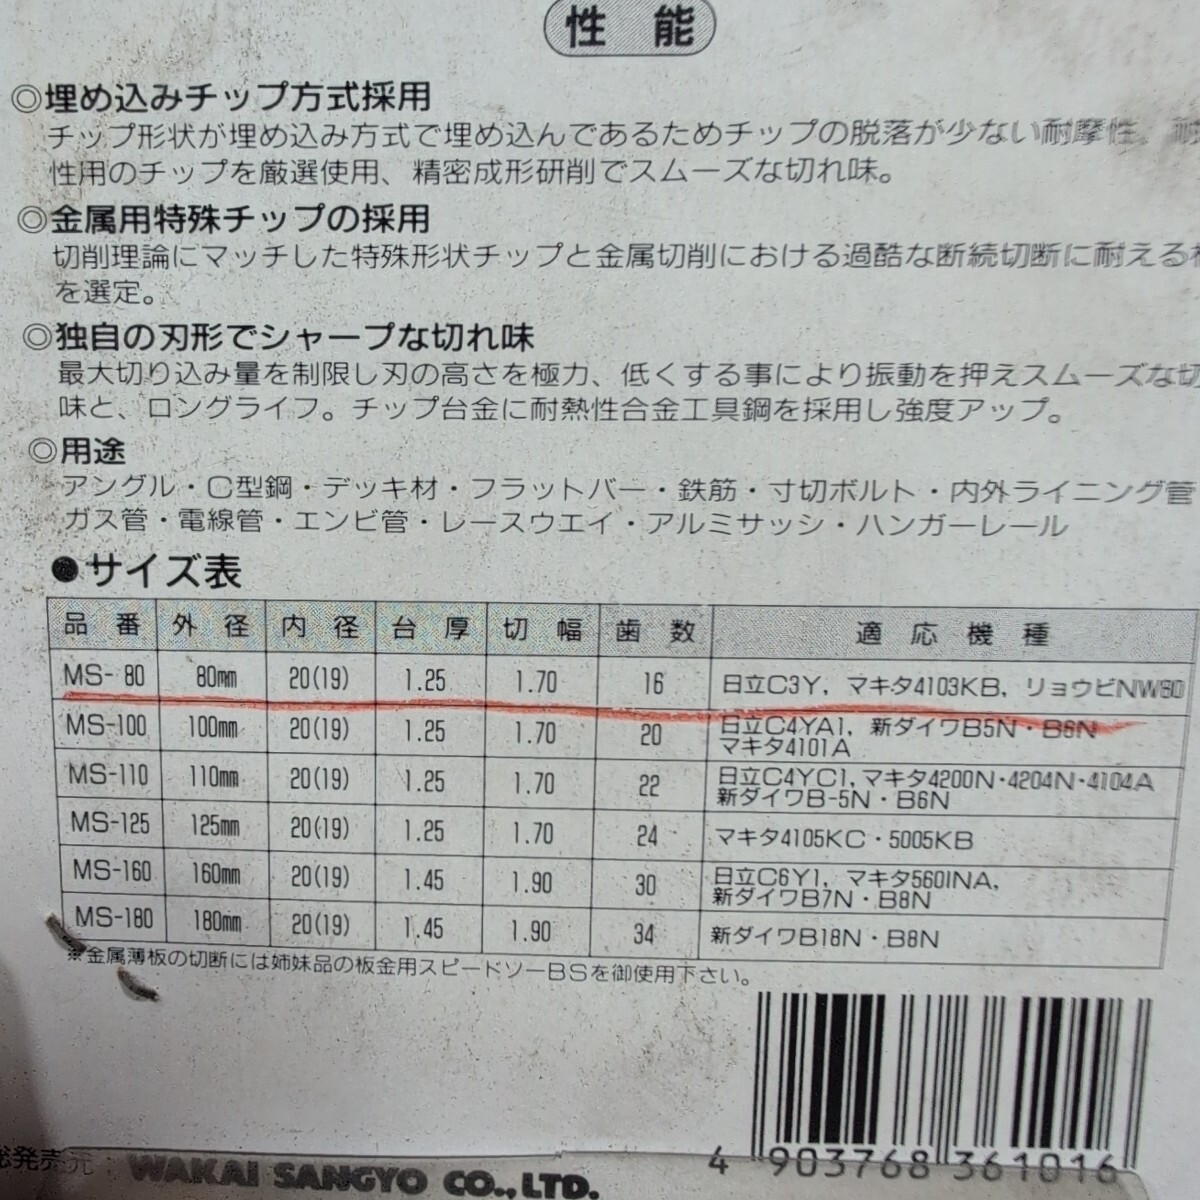 性 能
◎埋め込みチップ方式採用
チップ形状が埋め込み方式で埋め込んであるためチップの脱落が少ない耐摩性、耐
性用のチップを厳選使用、精密成形研削でスムーズな切れ味。
◎金属用特殊チップの採用
切削理論にマッチした特殊形状チップと金属切削における過酷な断続切断に耐える
を選定。
◎独自の刃形でシャープな切れ味
最大切り込み量を制限し刃の高さを極力、低くする事により振動を押えスムーズな切
味と、ロングライフ。チップ台金に耐熱性合金工具鋼を採用し強度アップ。
◎用途
アングル・C型鋼・デッキ材・フラットバー・鉄筋・寸切ボルト・内外ライニング管
ガス管・電線管・エンビ管・レースウエイ・アルミサッシ・ハンガーレール
●サイズ表
品番 外径 内径 台厚 切幅 歯数 適応機種
MS-80 80mm 20(19) 1.25 1.70 16 日立C3Y, マキタ4103KB, リョウビNW80
MS-100 100mm 20(19) 1.25 1.70 20 日立C4YA1, 新ダイワB5N・B6N
マキタ4101A
MS-110 110mm 20(19) 1.25 1.70 22 日立C4YC1, マキタ4200N・4204N・4104A
新ダイワB-5N・B6N
MS-125 125mm 20(19) 1.25 1.70 24 マキタ4105KC・5005KB
MS-160 160mm 20(19) 1.45 1.90 30 日立C6Y1, マキタ5601NA,
新ダイワB7N・B8N
MS-180 180mm 20(19) 1.45 1.90 34 新ダイワB18N・B8N
※金属薄板の切断には姉妹品の板金用スピードソーBSを御使用下さい。
4 903768 361016
総発売元: WAKAI SANGYO CO., LTD.